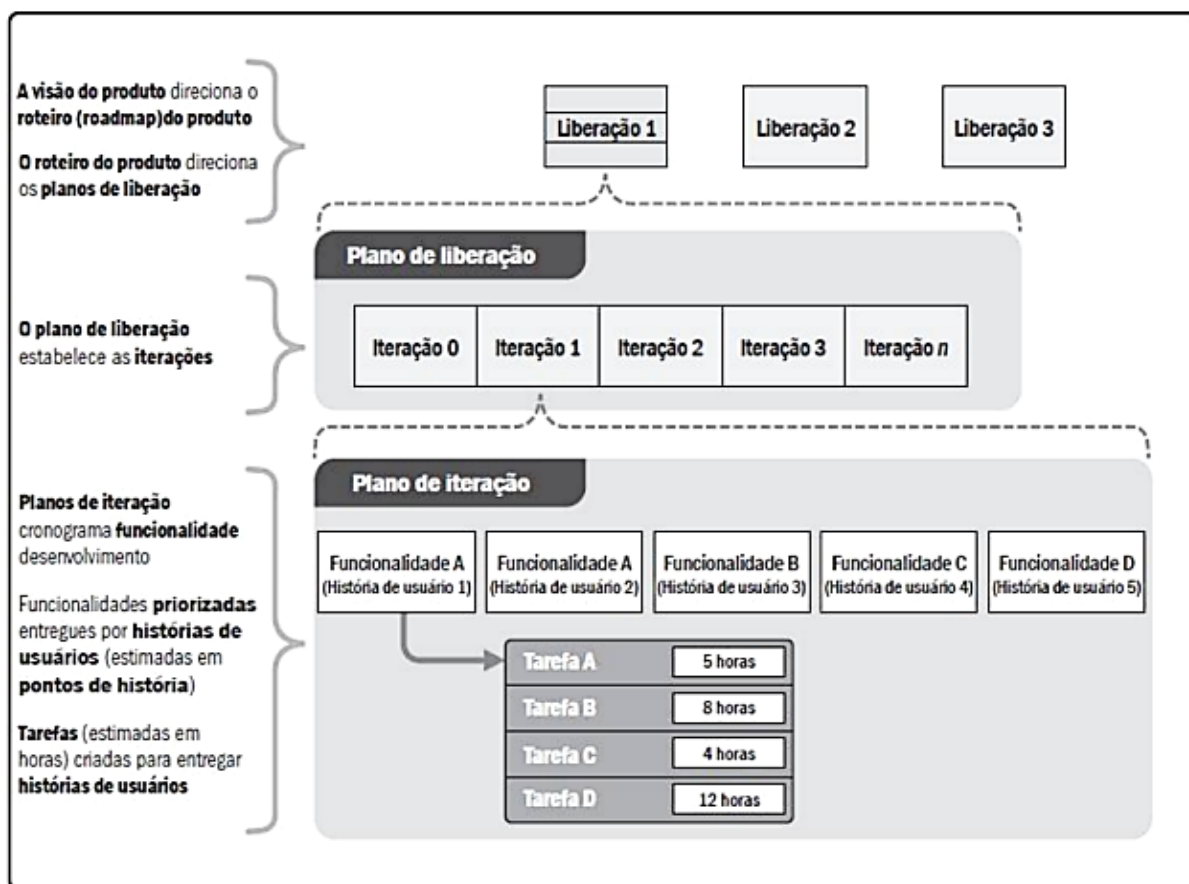 A visão do produto direciona o
roteiro (roadmap)do produto
O roteiro do produto direciona
os planos de liberação
Liberação 1
Liberação 2
Liberação 3
Plano de liberação
O plano de liberação
estabelece as iterações
Iteração 0
Iteração 1
Iteração 2
Iteração 3
Iteração n
Plano de iteração
Planos de iteração
cronograma funcionalidade
desenvolvimento
Funcionalidades priorizadas
entregues por histórias de
usuários (estimadas em
pontos de história)
Tarefas (estimadas em
horas) criadas para entregar
histórias de usuários
Funcionalidade A
(História de usuário 1)
Funcionalidade A
(História de usuário 2)
Funcionalidade B
(História de usuário 3)
Funcionalidade C
(História de usuário 4)
Funcionalidade D
(História de usuário 5)
Tarefa A 5 horas
Tarefa B 8 horas
Tarefa C 4 horas
Tarefa D 12 horas